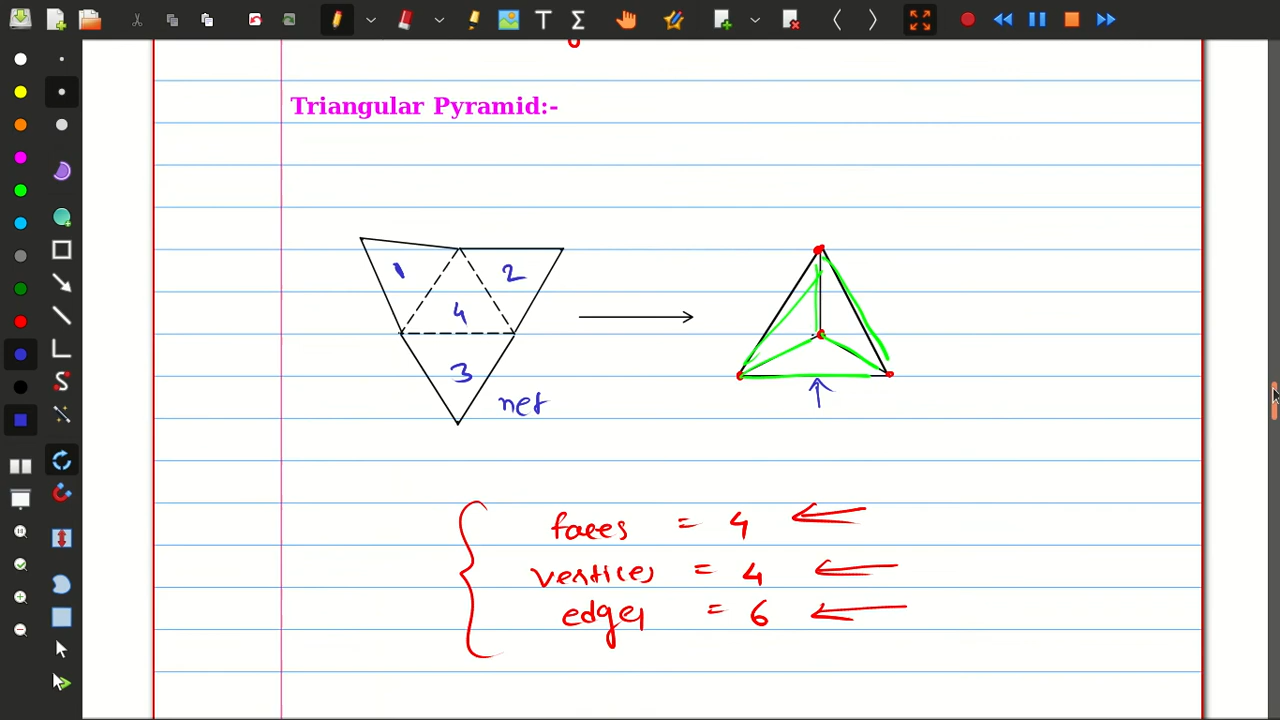 Triangular Pyramid:-
1
2
4
3
net
faces = 4
vertices = 4
edges = 6